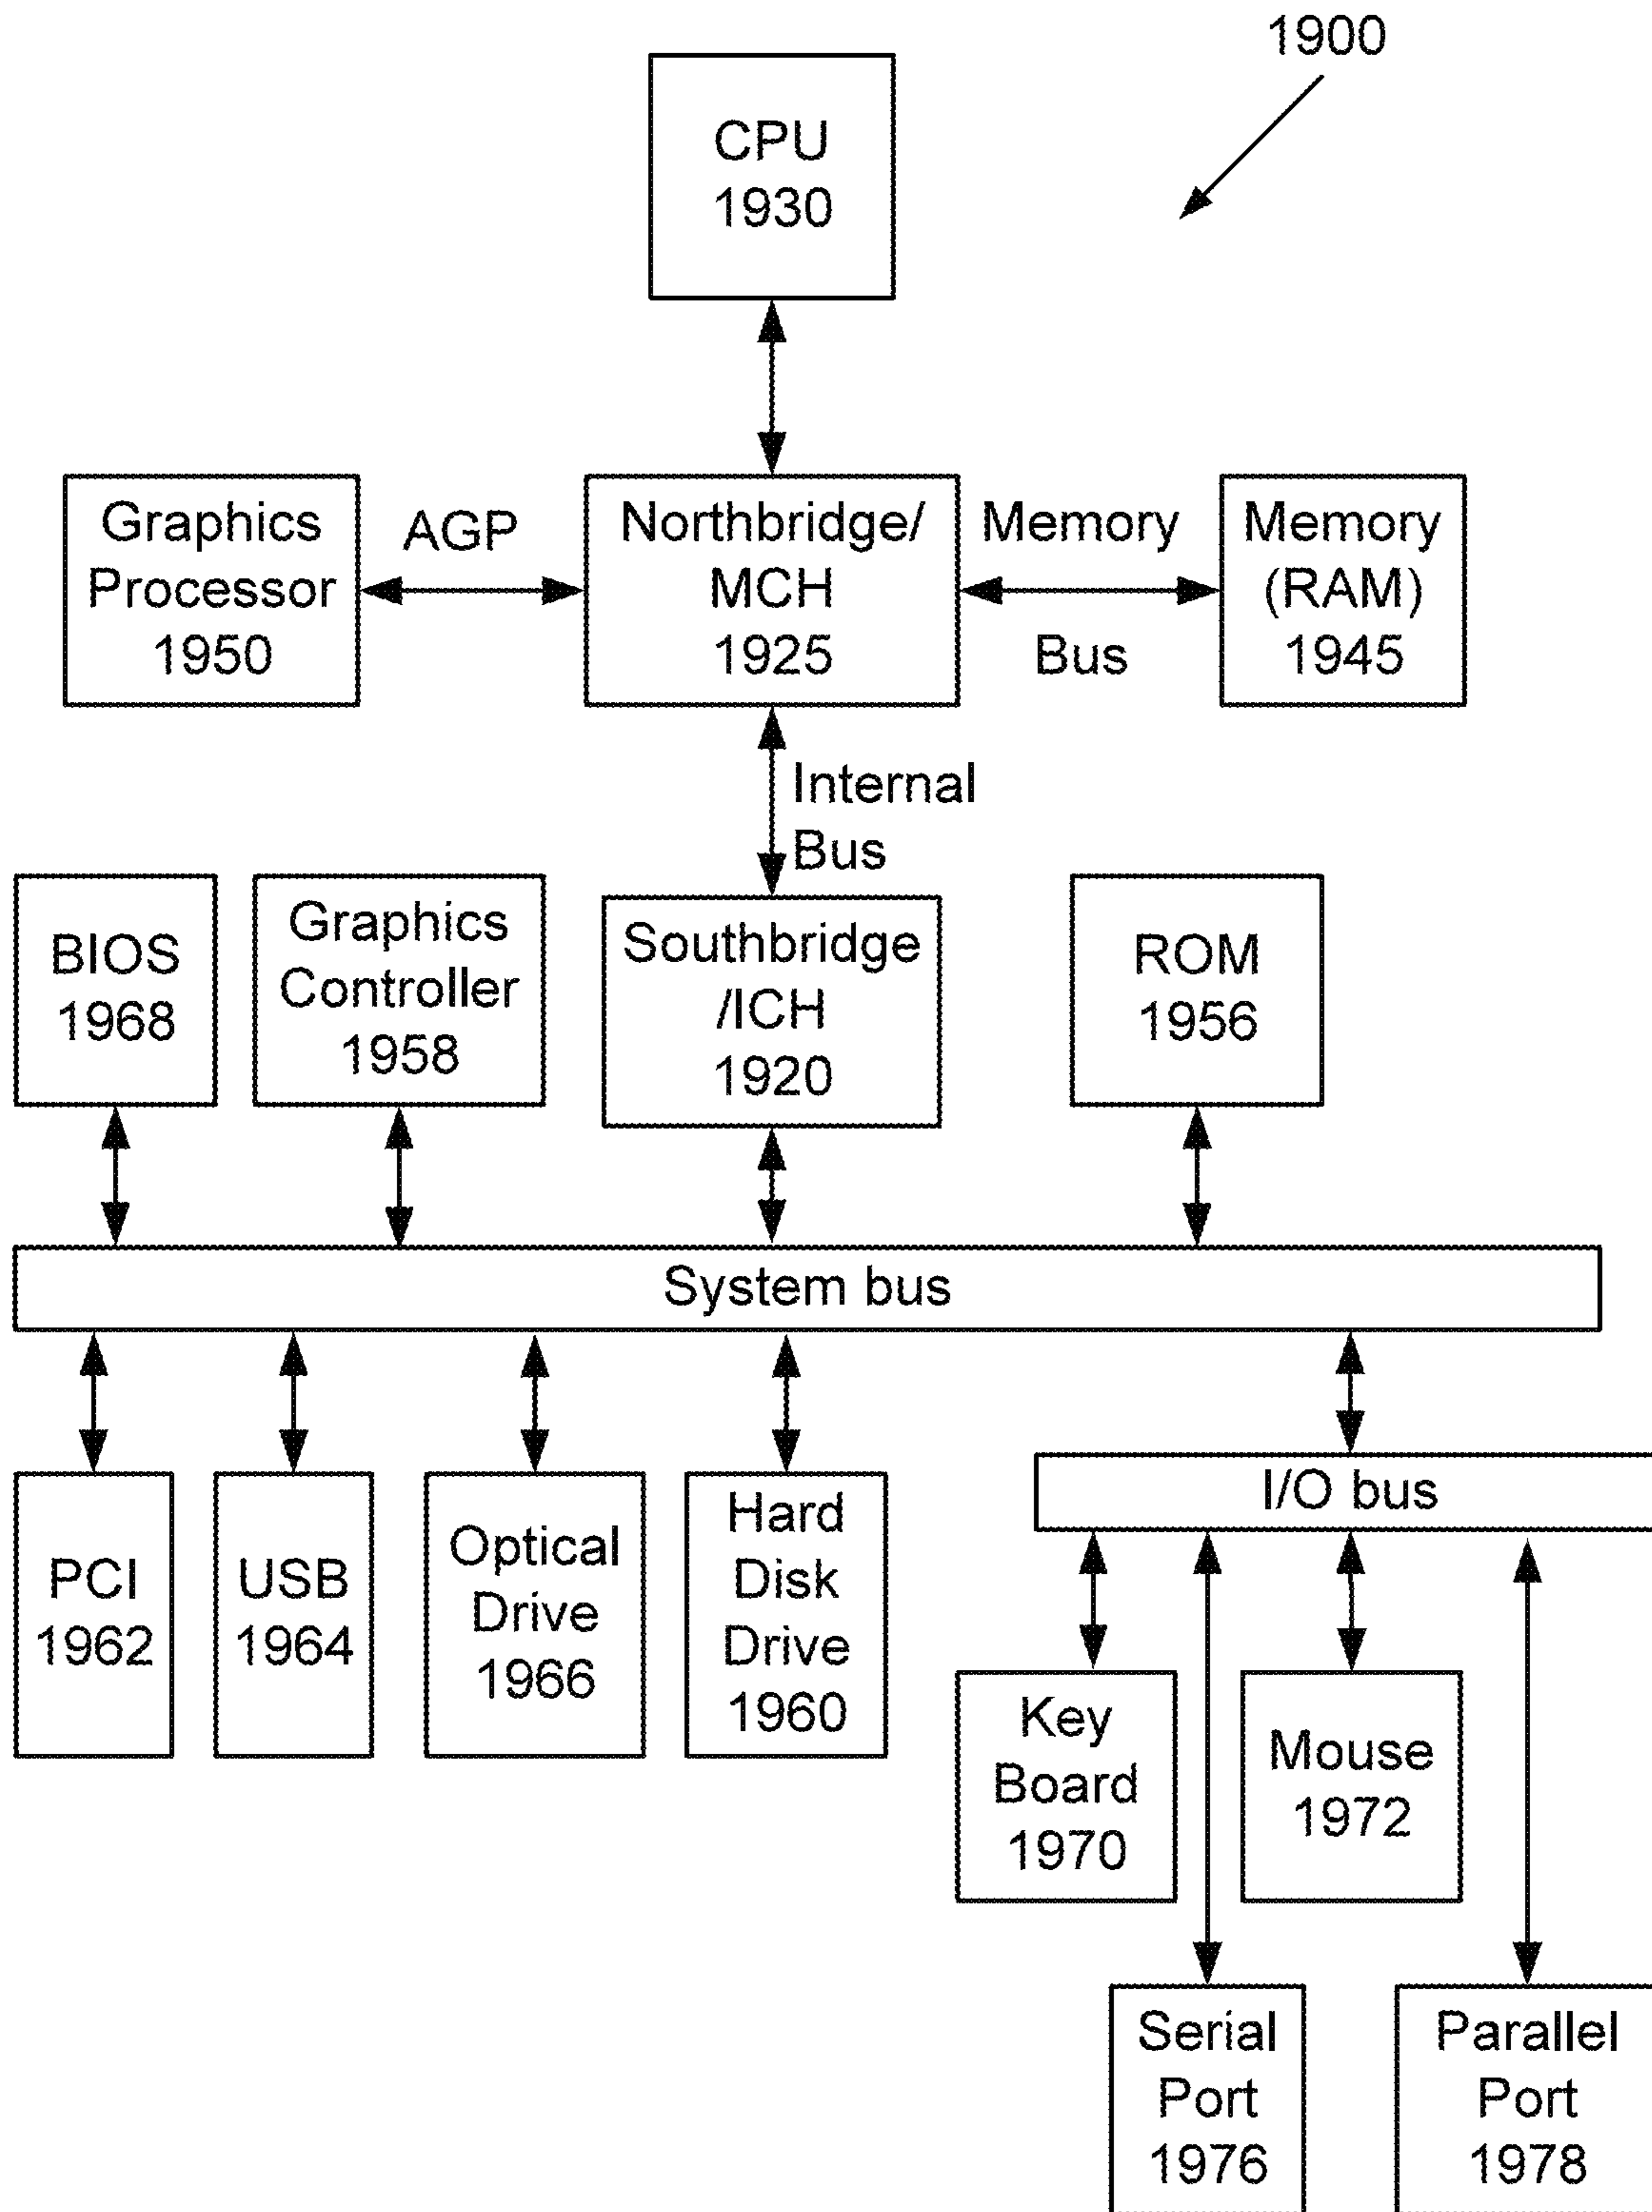 1900
CPU
1930
Graphics
Processor
1950
AGP
Northbridge/
MCH
1925
Memory
Bus
Memory
(RAM)
1945
Internal
Bus
BIOS
1968
Graphics
Controller
1958
Southbridge
/ICH
1920
ROM
1956
System bus
PCI
1962
USB
1964
Optical
Drive
1966
Hard
Disk
Drive
1960
I/O bus
Key
Board
1970
Mouse
1972
Serial
Port
1976
Parallel
Port
1978